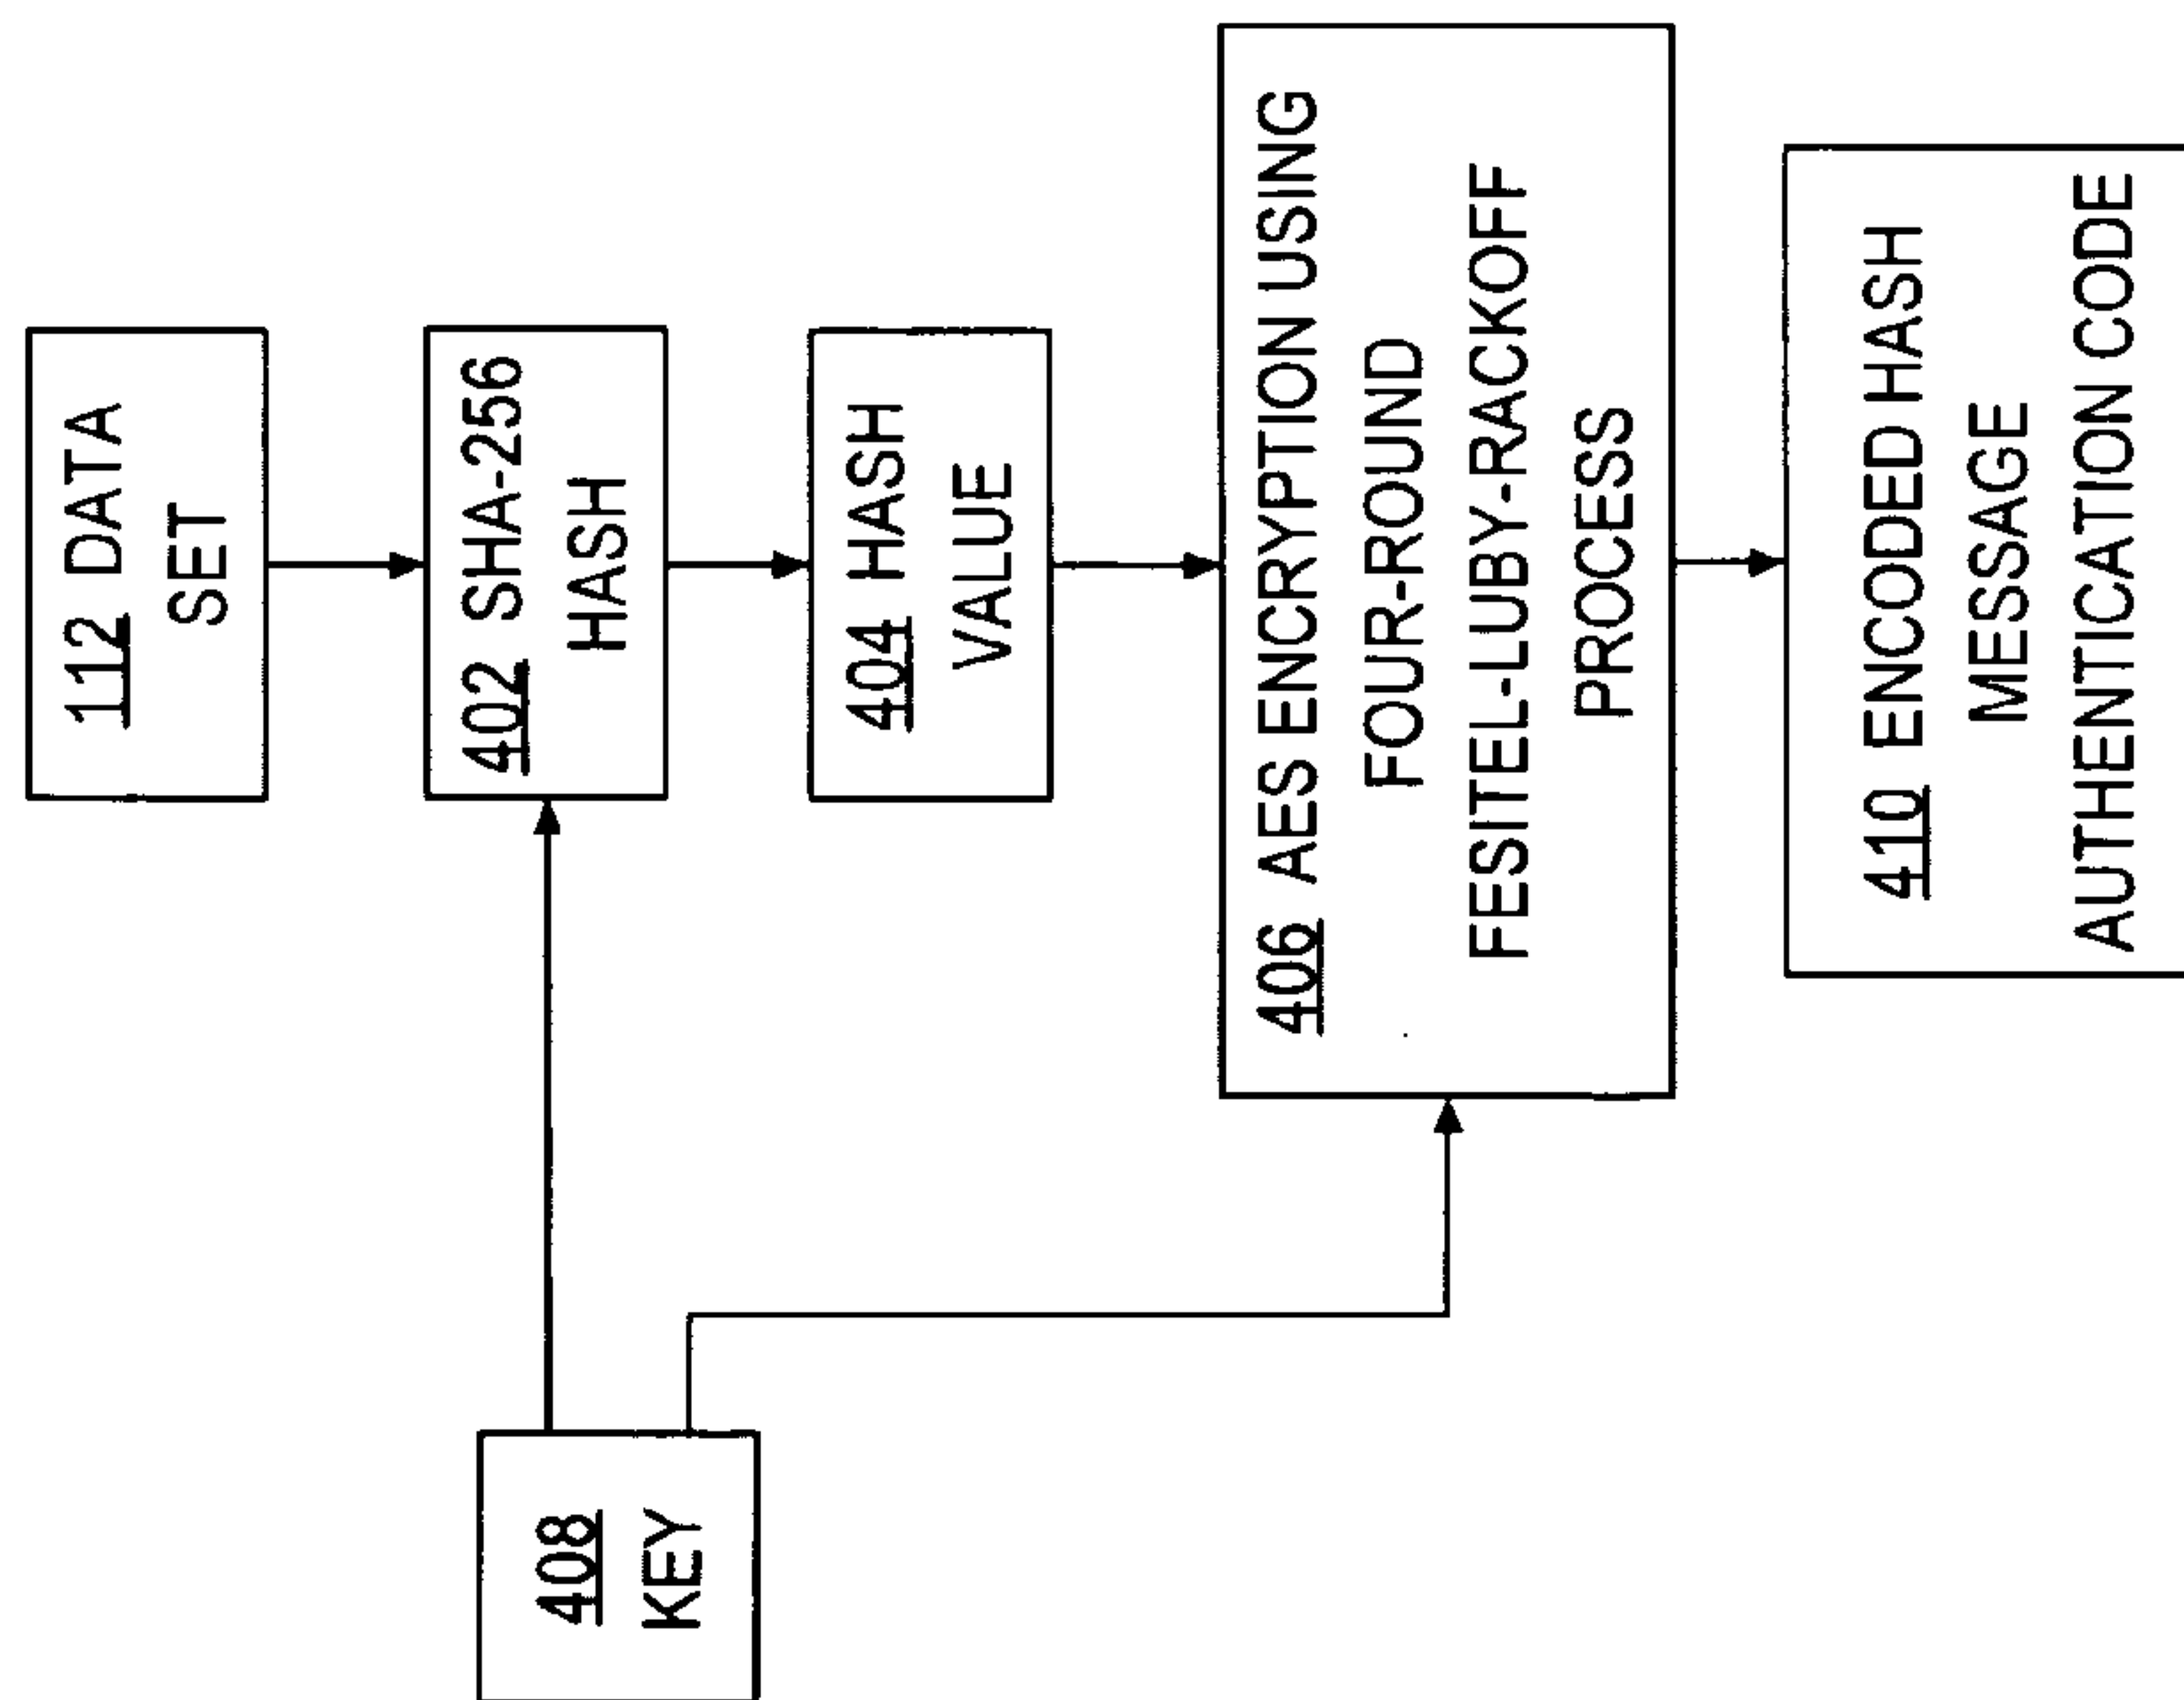 112 DATA
SET
402 SHA-256
HASH
404 HASH
VALUE
408
KEY
406 AES ENCRYPTION USING
FOUR-ROUND
FESITEL-LUBY-RACKOFF
PROCESS
410 ENCODED HASH
MESSAGE
AUTHENTICATION CODE